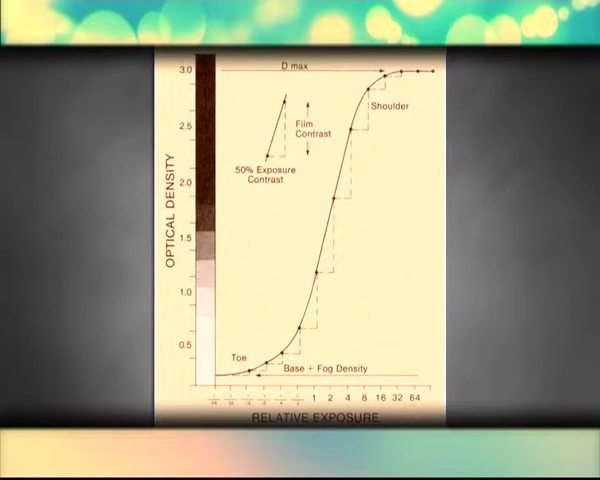 3.0
D max
2.5
Film
Contrast
Shoulder
50% Exposure
Contrast
2.0
OPTICAL DENSITY
1.5
1.0
0.5
Toe
Base + Fog Density
1 2 4 8 16 32 64
RELATIVE EXPOSURE